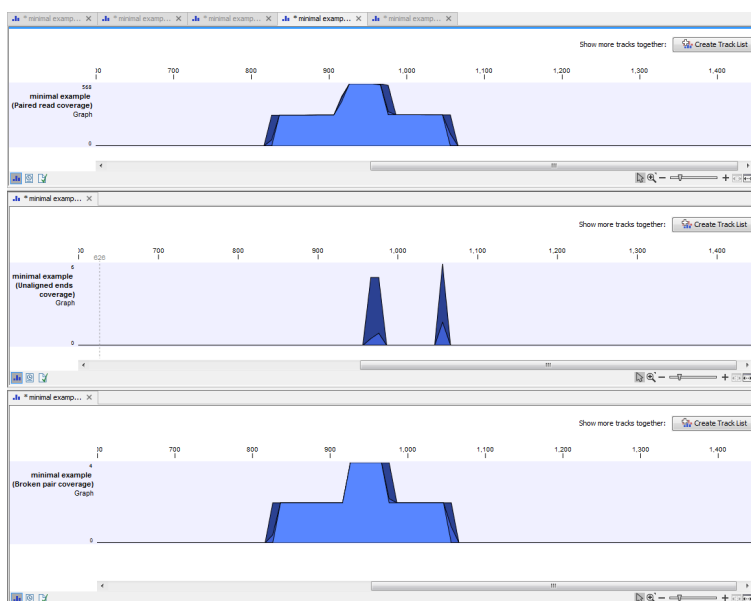 * minimal examp... * minimal examp... * minimal examp... * minimal examp... * minimal examp...
Show more tracks together: Create Track List
00 700 800 900 1,000 1,100 1,200 1,300 1,400
568
minimal example
(Paired read coverage)
Graph
0
* minimal examp...
Show more tracks together: Create Track List
00 700 800 900 1,000 1,100 1,200 1,300 1,400
626
6
minimal example
(Unaligned ends
coverage)
Graph
0
* minimal examp...
Show more tracks together: Create Track List
00 700 800 900 1,000 1,100 1,200 1,300 1,400
4
minimal example
(Broken pair coverage)
Graph
0